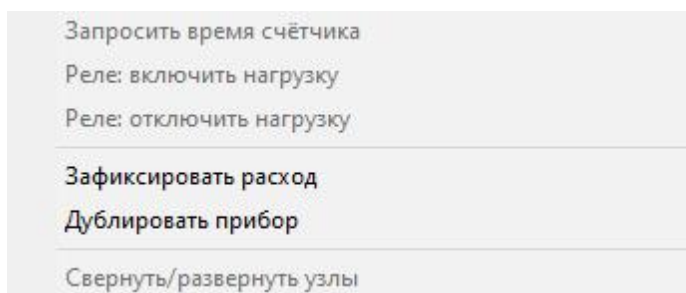 Запросить время счётчика
Реле: включить нагрузку
Реле: отключить нагрузку
Зафиксировать расход
Дублировать прибор
Свернуть/развернуть узлы